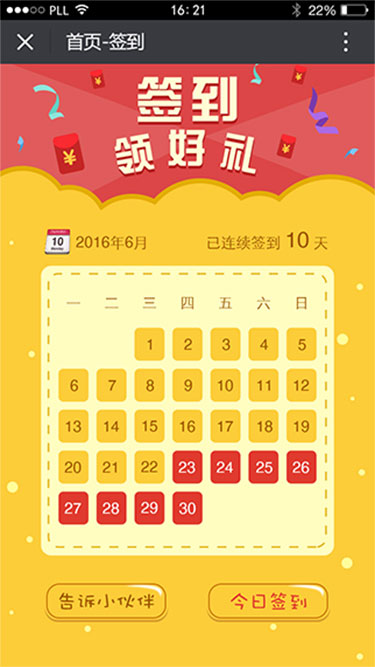 PLL 16:21 22%
首页-签到
签到
领好礼
¥ ¥ ¥ ¥
10 2016年6月 已连续签到 10 天
一 二 三 四 五 六 日
1 2 3 4 5
6 7 8 9 10 11 12
13 14 15 16 17 18 19
20 21 22 23 24 25 26
27 28 29 30
告诉小伙伴 今日签到